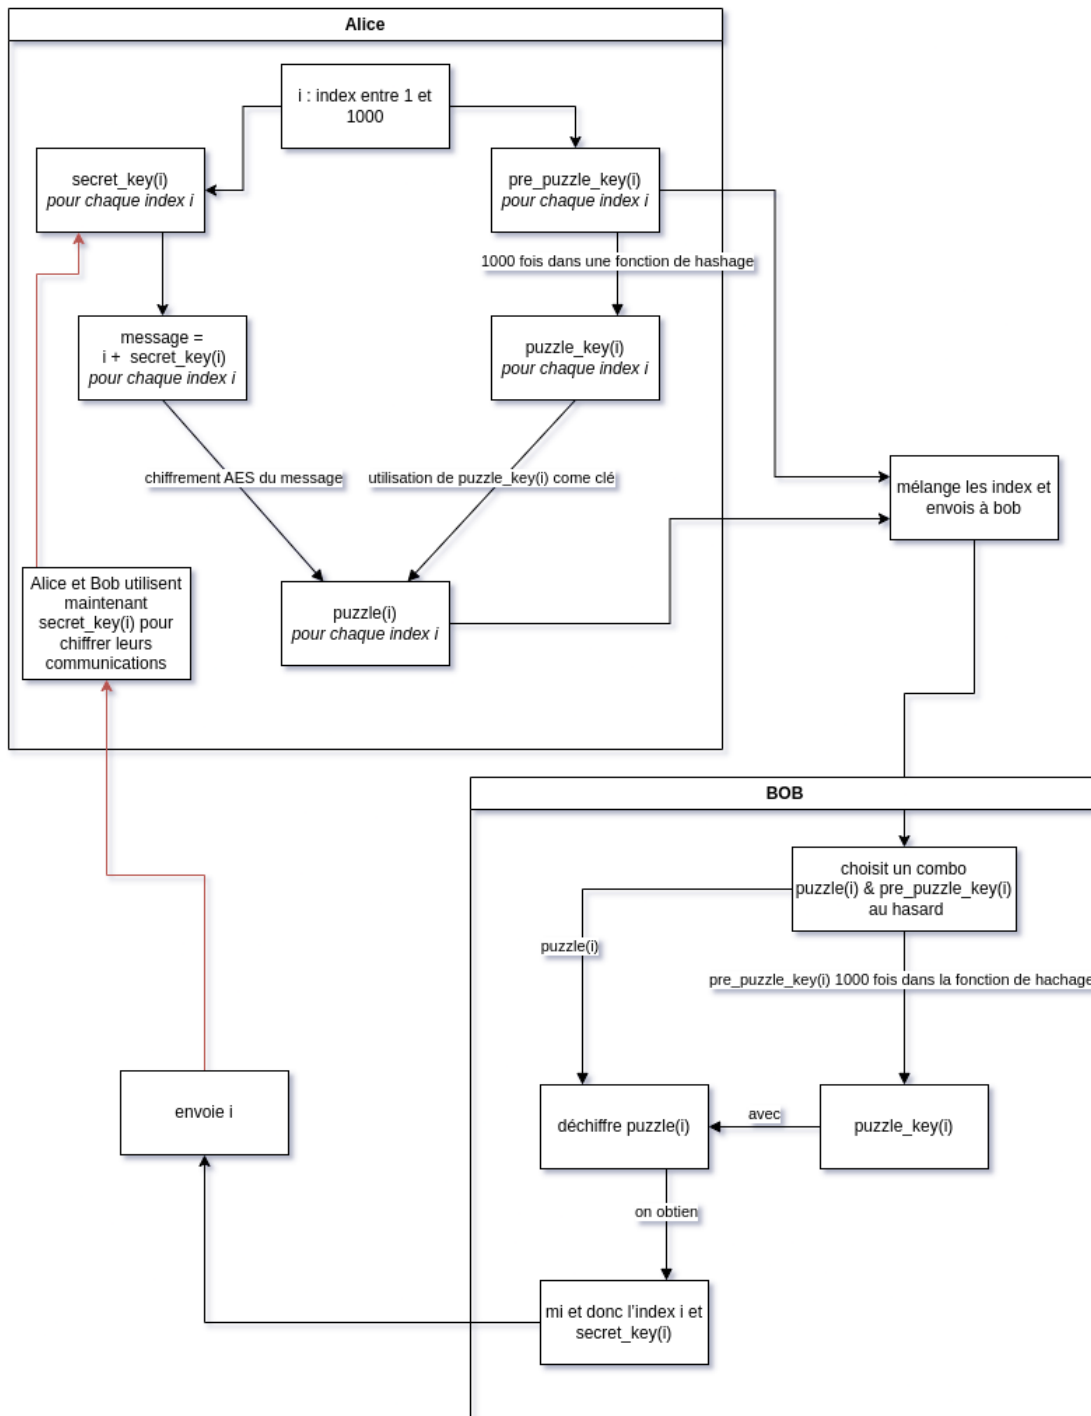 Alice
i : index entre 1 et
1000
secret_key(i)
pour chaque index i
pre_puzzle_key(i)
pour chaque index i
1000 fois dans une fonction de hashage
message =
i + secret_key(i)
pour chaque index i
puzzle_key(i)
pour chaque index i
chiffrement AES du message
utilisation de puzzle_key(i) come clé
mélange les index et
envois à bob
Alice et Bob utilisent
maintenant
secret_key(i) pour
chiffrer leurs
communications
puzzle(i)
pour chaque index i
BOB
choisit un combo
puzzle(i) & pre_puzzle_key(i)
au hasard
puzzle(i)
pre_puzzle_key(i) 1000 fois dans la fonction de hachage
envoie i
déchiffre puzzle(i)
avec
puzzle_key(i)
on obtien
mi et donc l'index i et
secret_key(i)